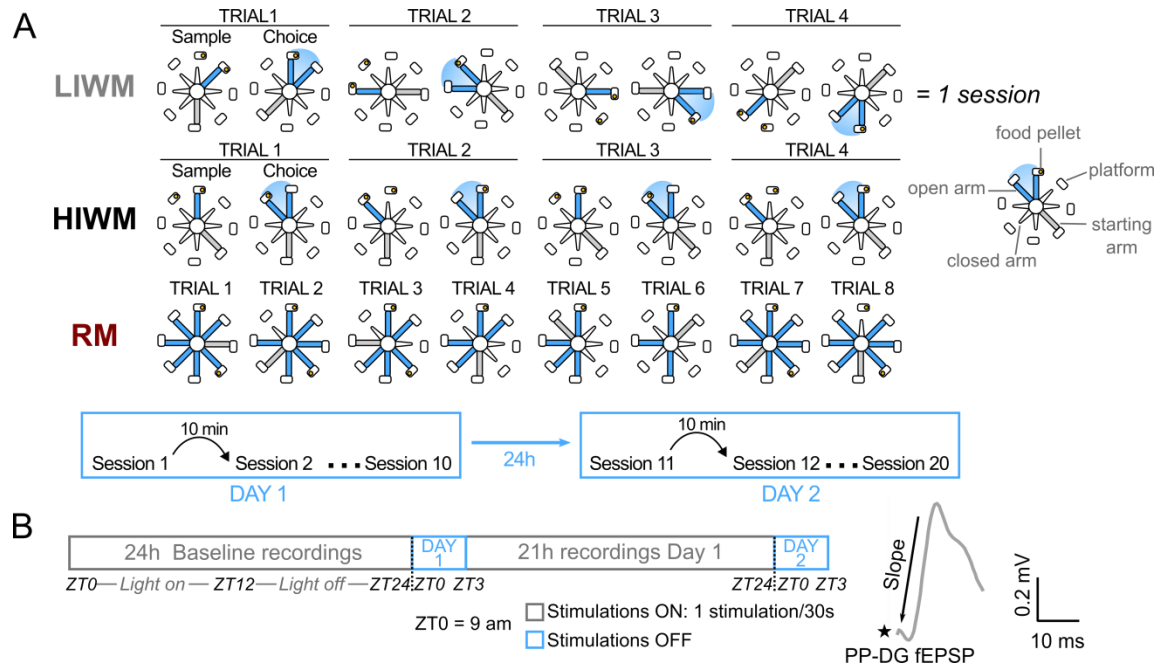 A
TRIAL1 TRIAL 2 TRIAL 3 TRIAL 4
Sample Choice
LIWM
= 1 session
TRIAL 1 TRIAL 2 TRIAL 3 TRIAL 4
Sample Choice
HIWM
food pellet
platform
open arm
starting
arm
closed arm
TRIAL 1 TRIAL 2 TRIAL 3 TRIAL 4 TRIAL 5 TRIAL 6 TRIAL 7 TRIAL 8
RM
10 min
Session 1 Session 2 ... Session 10
DAY 1
24h
10 min
Session 11 Session 12 ... Session 20
DAY 2
B
24h Baseline recordings
DAY
1
21h recordings Day 1
DAY
2
ZT0 Light on ZT12 Light off ZT24 ZT0 ZT3 ZT24 ZT0 ZT3
ZT0 = 9 am
Stimulations ON: 1 stimulation/30s
Stimulations OFF
Slope
★
PP-DG fEPSP
0.2 mV
10 ms